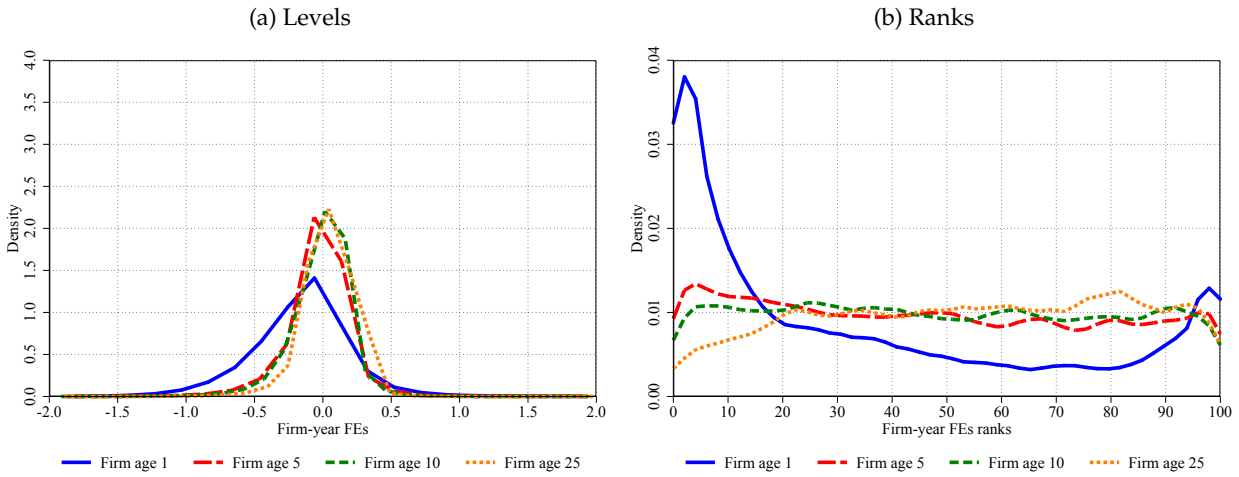 (a) Levels
Density
0.0 0.5 1.0 1.5 2.0 2.5 3.0 3.5 4.0
-2.0 -1.5 -1.0 -0.5 0.0 0.5 1.0 1.5 2.0
Firm-year FEs
Firm age 1 Firm age 5 Firm age 10 Firm age 25
(b) Ranks
Density
0.00 0.01 0.02 0.03 0.04
0 10 20 30 40 50 60 70 80 90 100
Firm-year FEs ranks
Firm age 1 Firm age 5 Firm age 10 Firm age 25